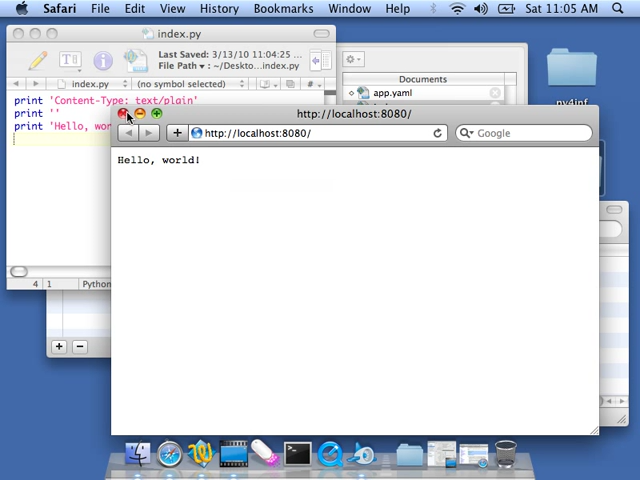 Safari File Edit View History Bookmarks Window Help Sat 11:05 AM
index.py
Last Saved: 3/13/10 11:04:25 ...
File Path ▾ : ~/Deskto...index.py
index.py (no symbol selected) #
Documents
app.yaml
print 'Content-Type: text/plain'
print ''
print 'Hello, wor
http://localhost:8080/
http://localhost:8080/
Google
Hello, world!
py4inf
4 1 Python